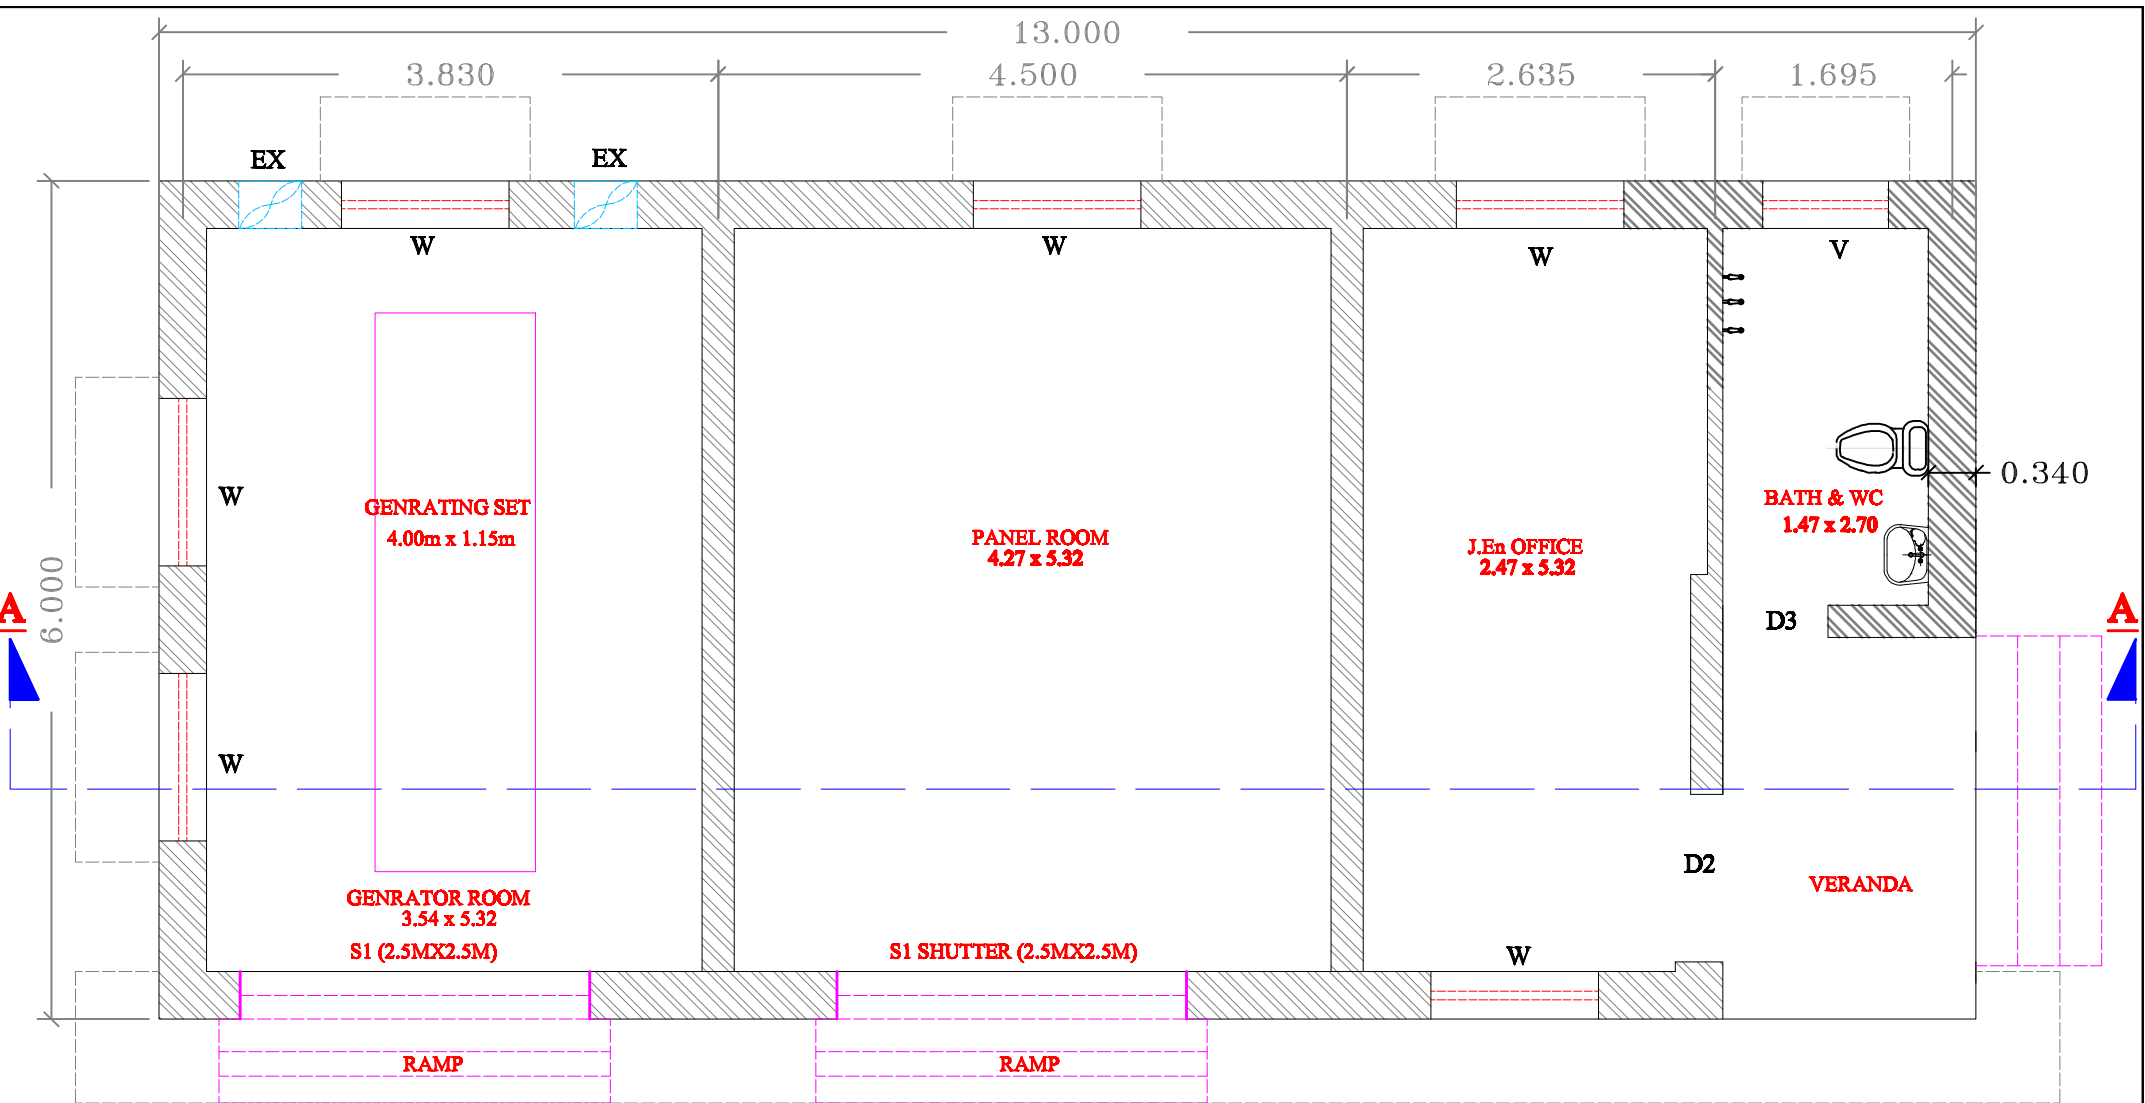 13.000
3.830 4.500 2.635 1.695
EX EX
W W W V
W
0.340
GENRATING SET
4.00m x 1.15m
PANEL ROOM
4.27 x 5.32
J.En OFFICE
2.47 x 5.32
BATH & WC
1.47 x 2.70
6.000
A A
D3
W
D2
VERANDA
GENRATOR ROOM
3.54 x 5.32
S1 (2.5MX2.5M)
S1 SHUTTER (2.5MX2.5M)
W
RAMP RAMP